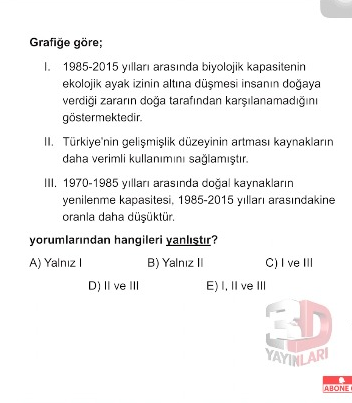 Grafiğe göre;
I. 1985-2015 yılları arasında biyolojik kapasitenin
ekolojik ayak izinin altına düşmesi insanın doğaya
verdiği zararın doğa tarafından karşılanamadığını
göstermektedir.
II. Türkiye'nin gelişmişlik düzeyinin artması kaynakların
daha verimli kullanımını sağlamıştır.
III. 1970-1985 yılları arasında doğal kaynakların
yenilenme kapasitesi, 1985-2015 yılları arasındakine
oranla daha düşüktür.
yorumlarından hangileri yanlıştır?
A) Yalnız I B) Yalnız II C) I ve III
D) II ve III E) I, II ve III
3D
YAYINLARI
ABONE